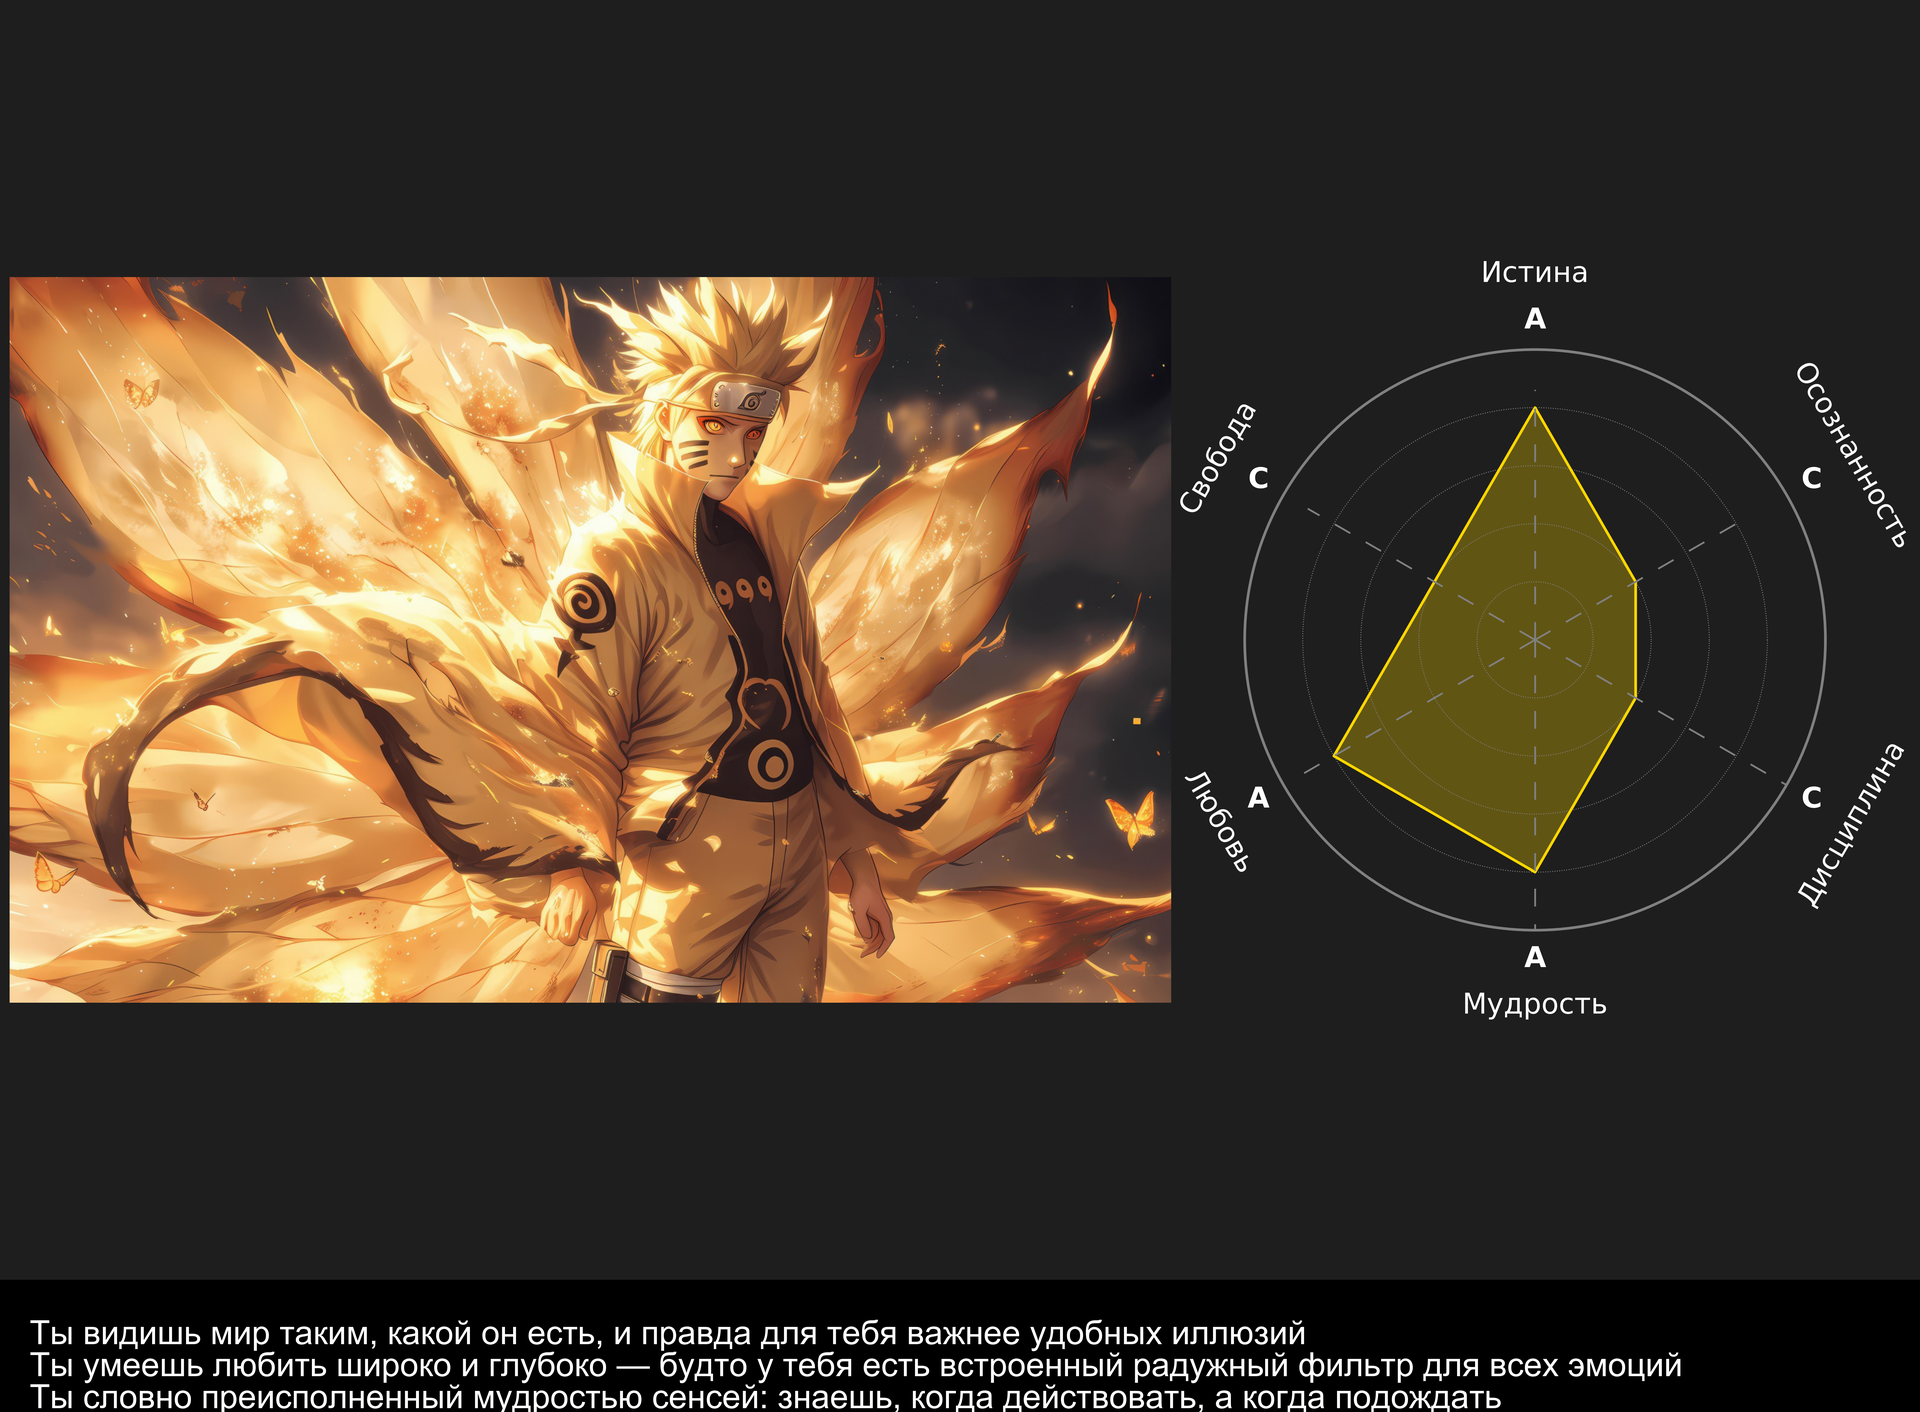 Истина
A
Осознанность
C
Свобода
C
Любовь
A
Дисциплина
C
A
Мудрость
Ты видишь мир таким, какой он есть, и правда для тебя важнее удобных иллюзий
Ты умеешь любить широко и глубоко — будто у тебя есть встроенный радужный фильтр для всех эмоций
Ты словно преисполненный мудростью сенсей: знаешь, когда действовать, а когда подождать